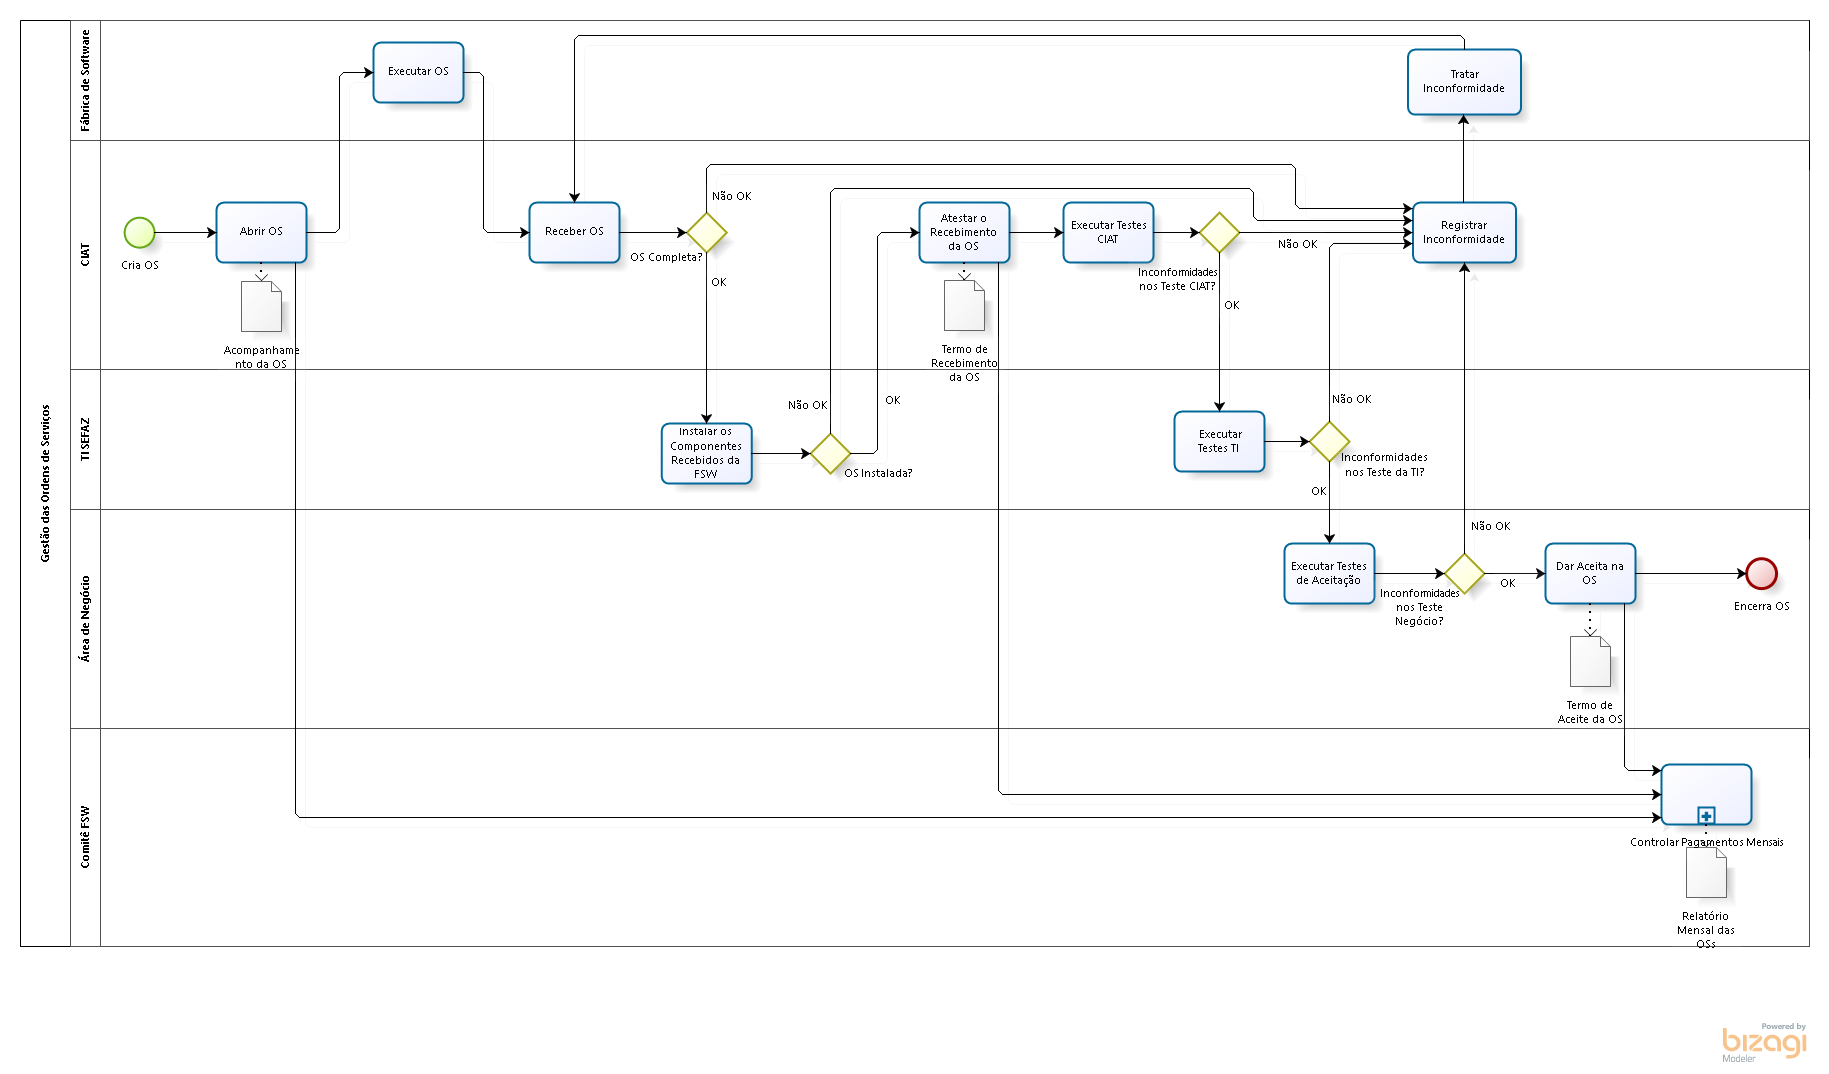 Gestão das Ordens de Serviços
Fábrica de Software
Executar OS
Tratar
Inconformidade
CIAT
Cria OS
Abrir OS
Acompanhame
nto da OS
Receber OS
OS Completa?
Não OK
OK
Atestar o
Recebimento
da OS
Termo de
Recebimento
da OS
Executar Testes
CIAT
Inconformidades
nos Teste CIAT?
Não OK
OK
Registrar
Inconformidade
TI SEFAZ
Instalar os
Componentes
Recebidos da
FSW
Não OK
OK
OS Instalada?
Executar
Testes TI
Não OK
Inconformidades
nos Teste da TI?
OK
Área de Negócio
Executar Testes
de Aceitação
Não OK
Inconformidades
nos Teste
Negócio?
OK
Dar Aceita na
OS
Encerra OS
Termo de
Aceite da OS
Comitê FSW
Controlar Pagamentos Mensais
Relatório
Mensal das
OSs
Powered by
bizagi
Modeler